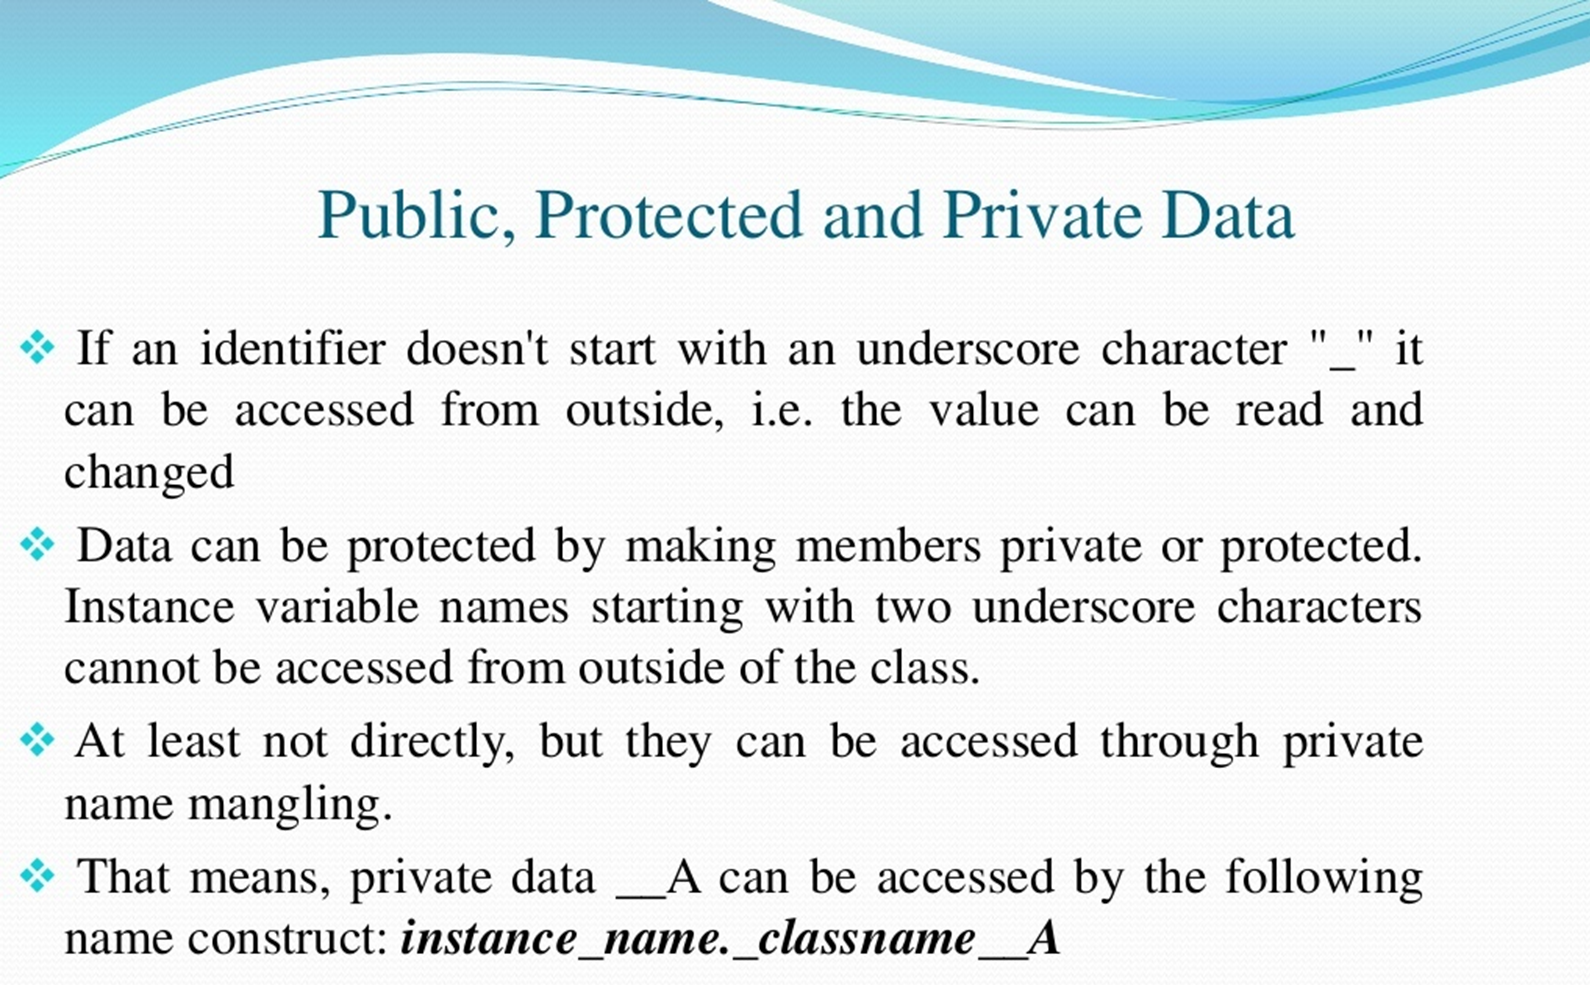 Public, Protected and Private Data
If an identifier doesn't start with an underscore character "_" it
can be accessed from outside, i.e. the value can be read and
changed
Data can be protected by making members private or protected.
Instance variable names starting with two underscore characters
cannot be accessed from outside of the class.
At least not directly, but they can be accessed through private
name mangling.
That means, private data __A can be accessed by the following
name construct: instance_name._classname__A